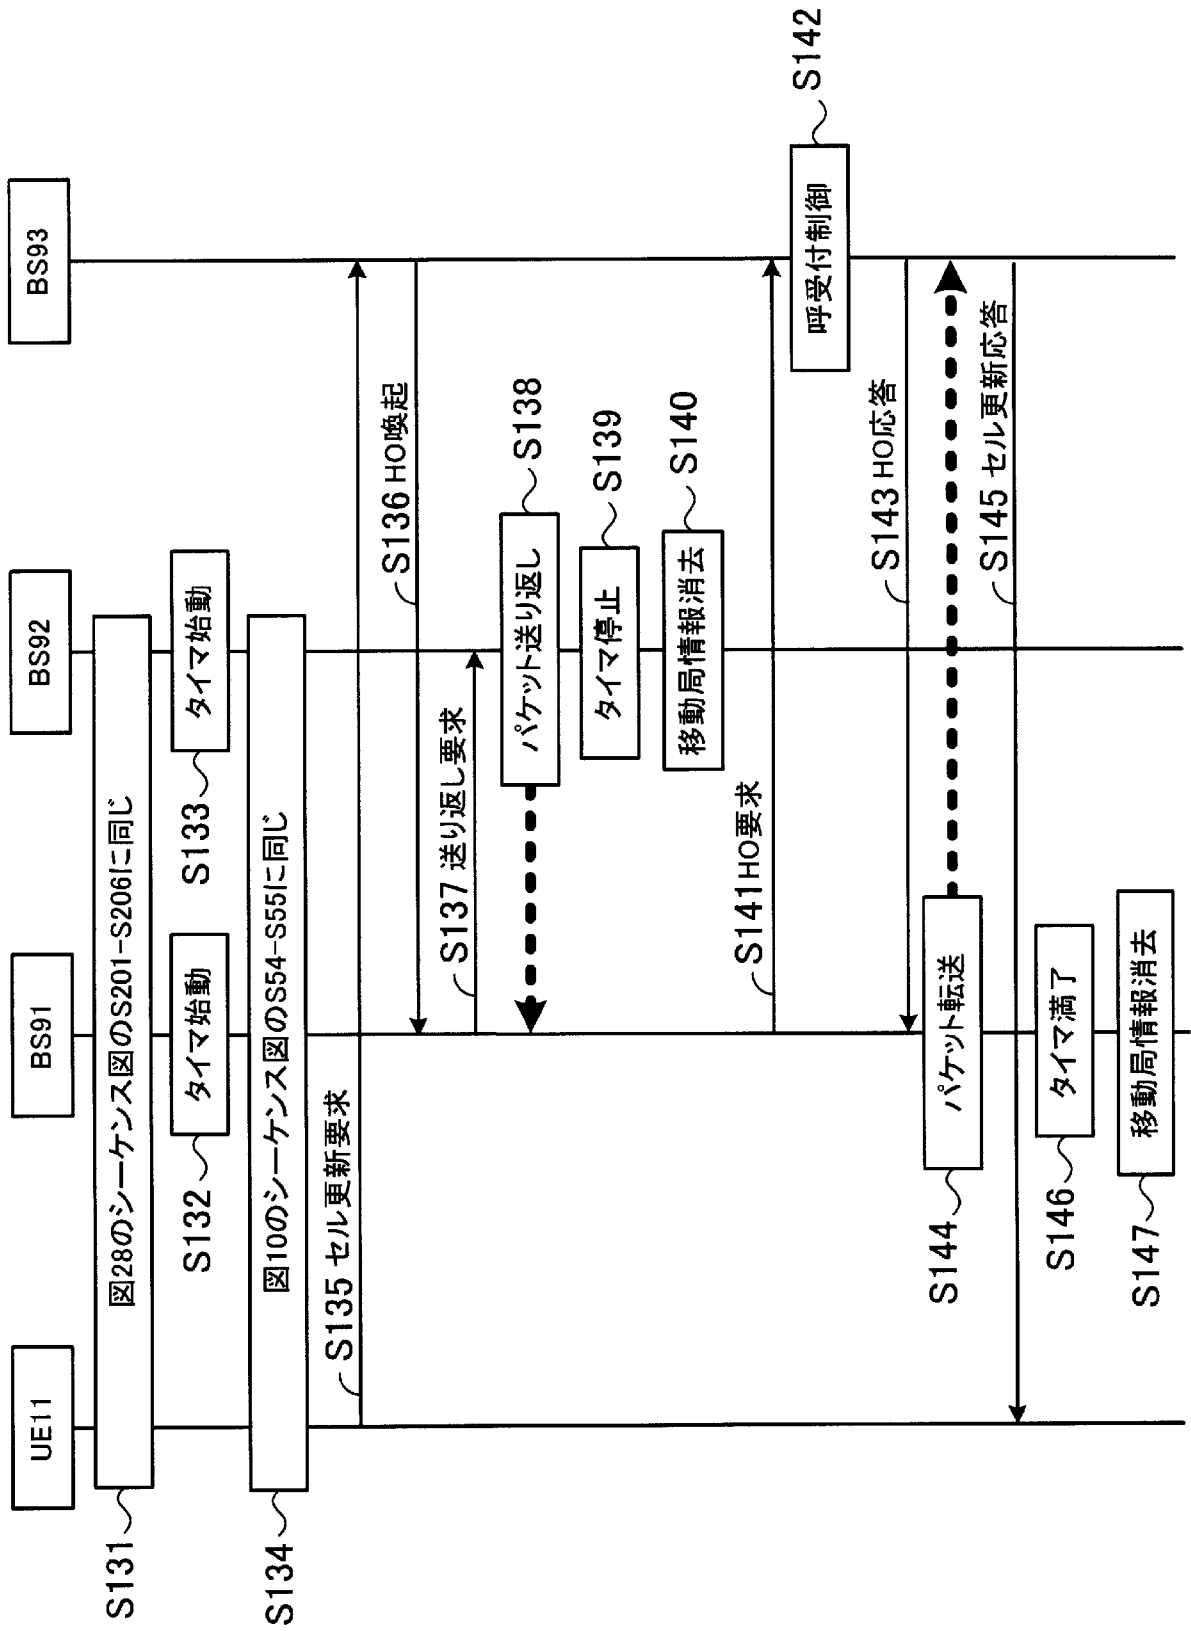 UE11
BS91
BS92
BS93
S131
図28のシーケンス図のS201-S206に同じ
S132
タイマ始動
S133
タイマ始動
S134
図10のシーケンス図のS54-S55に同じ
S135 セル更新要求
S136 HO喚起
S137 送り返し要求
パケット送り返し
S138
タイマ停止
S139
移動局情報消去
S140
S141 HO要求
呼受付制御
S142
S143 HO応答
S144
パケット転送
S145 セル更新応答
S146
タイマ満了
S147
移動局情報消去